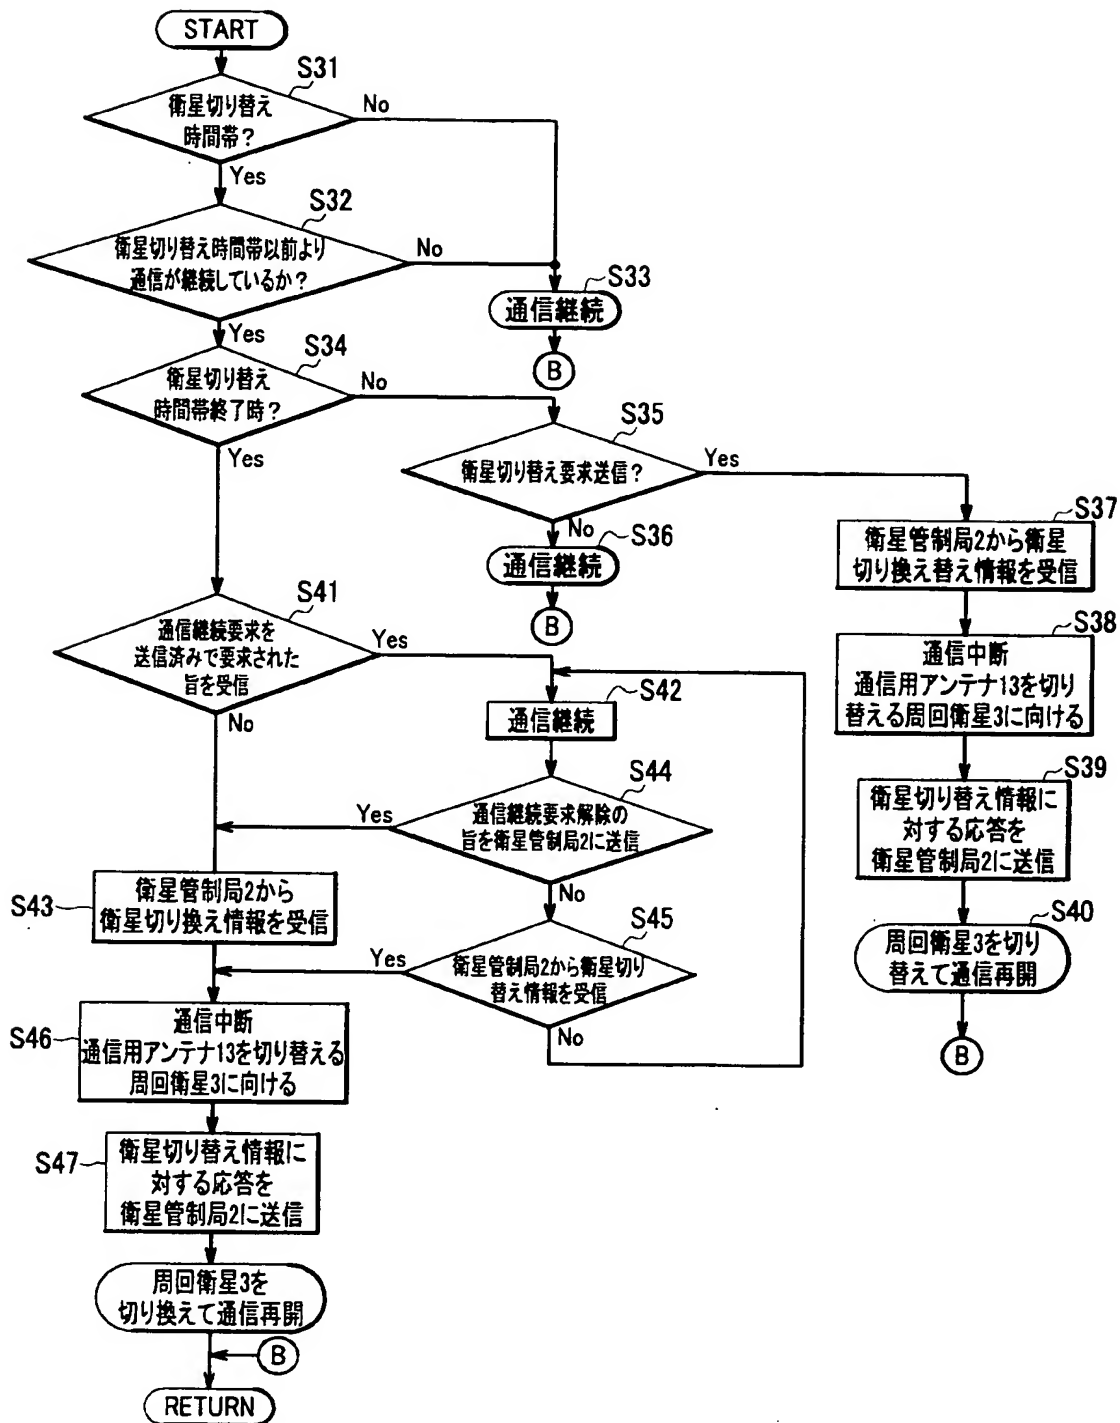 START
S31
衛星切り替え
時間帯?
No
Yes
S32
衛星切り替え時間帯以前より
通信が継続しているか?
No
Yes
S33
通信継続
B
S34
衛星切り替え
時間帯終了時?
No
Yes
S35
衛星切り替え要求送信?
Yes
No
S36
通信継続
B
S37
衛星管制局2から衛星
切り換え替え情報を受信
S38
通信中断
通信用アンテナ13を切り
替える周回衛星3に向ける
S39
衛星切り替え情報に
対する応答を
衛星管制局2に送信
S40
周回衛星3を切り
替えて通信再開
B
S41
通信継続要求を
送信済みで要求された
旨を受信
Yes
No
S42
通信継続
S44
通信継続要求解除の
旨を衛星管制局2に送信
Yes
No
S43
衛星管制局2から
衛星切り換え情報を受信
S45
衛星管制局2から衛星切り
替え情報を受信
Yes
No
S46
通信中断
通信用アンテナ13を切り替える
周回衛星3に向ける
S47
衛星切り替え情報に
対する応答を
衛星管制局2に送信
周回衛星3を
切り換えて通信再開
B
RETURN